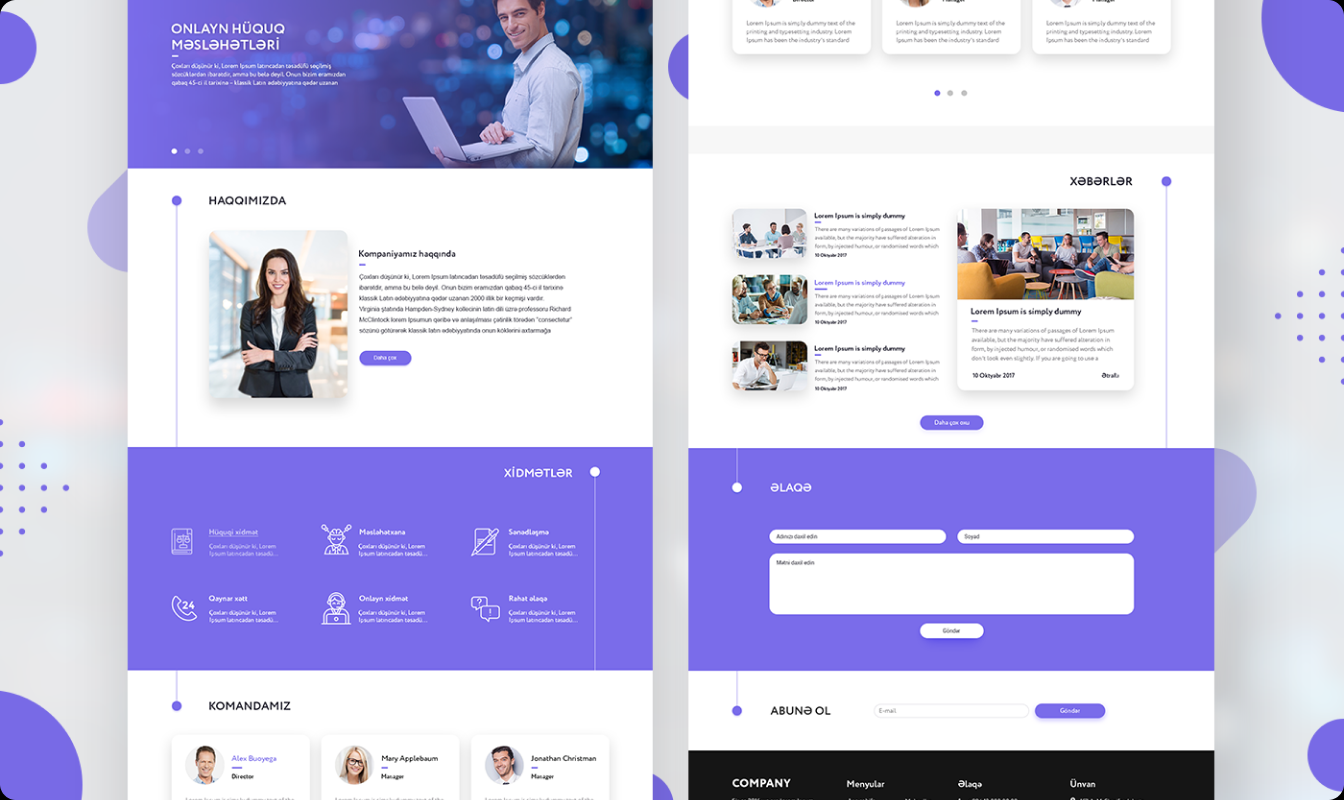 ONLAYN HÜQUQ
MƏSLƏHƏTLƏRİ
Çoxları düşünür ki, Lorem Ipsum latıncadan təsadüfü seçilmiş
sözcüklərdən ibarətdir, amma bu belə deyil. Onun bizim eramızdan
qabaq 45-ci il tarixinə - klassik Latın ədəbiyyatına qədər uzanan
HAQQIMIZDA
Kompaniyamız haqqında
Çoxları düşünür ki, Lorem Ipsum latıncadan təsadüfü seçilmiş sözcüklərdən
ibarətdir, amma bu belə deyil. Onun bizim eramızdan qabaq 45-ci il tarixinə
klassik Latın ədəbiyyatına qədər uzanan 2000 illik bir keçmişi vardır.
Virginia ştatında Hampden-Sydney kollecinin latın dili üzrə professoru Richard
McClintock lorem Ipsumun qəribə və anlaşılması çətinlik törədən "consectetur"
sözünü götürərək klassik latın ədəbiyyatında onun köklərini axtarmağa
Daha çox
XİDMƏTLƏR
Hüquqi xidmət
Çoxları düşünür ki, Lorem
Ipsum latıncadan təsadü...
Məsləhətxana
Çoxları düşünür ki, Lorem
Ipsum latıncadan təsadü...
Sənədləşmə
Çoxları düşünür ki, Lorem
Ipsum latıncadan təsadü...
24
Qaynar xətt
Çoxları düşünür ki, Lorem
Ipsum latıncadan təsadü...
Onlayn xidmət
Çoxları düşünür ki, Lorem
Ipsum latıncadan təsadü...
Rahat əlaqə
Çoxları düşünür ki, Lorem
Ipsum latıncadan təsadü...
KOMANDAMIZ
Alex Buoyega
Director
Mary Applebaum
Manager
Jonathan Christman
Manager
Lorem Ipsum is simply dummy text of the
printing and typesetting industry. Lorem
Ipsum has been the industry's standard
Lorem Ipsum is simply dummy text of the
printing and typesetting industry. Lorem
Ipsum has been the industry's standard
Lorem Ipsum is simply dummy text of the
printing and typesetting industry. Lorem
Ipsum has been the industry's standard
XƏBƏRLƏR
Lorem Ipsum is simply dummy
There are many variations of passages of Lorem Ipsum
available, but the majority have suffered alteration in
form, by injected humour, or randomised words which
10 Oktyabr 2017
Lorem Ipsum is simply dummy
There are many variations of passages of Lorem Ipsum
available, but the majority have suffered alteration in
form, by injected humour, or randomised words which
10 Oktyabr 2017
Lorem Ipsum is simply dummy
There are many variations of passages of Lorem Ipsum
available, but the majority have suffered alteration in
form, by injected humour, or randomised words which
10 Oktyabr 2017
Lorem Ipsum is simply dummy
There are many variations of passages of Lorem Ipsum
available, but the majority have suffered alteration in
form, by injected humour, or randomised words which
don't look even slightly. If you are going to use a
10 Oktyabr 2017
Ətraflı
Daha çox oxu
ƏLAQƏ
Adınızı daxil edin
Soyad
Mətni daxil edin
Göndər
ABUNƏ OL
E-mail
Göndər
COMPANY
Menyular
Əlaqə
Ünvan